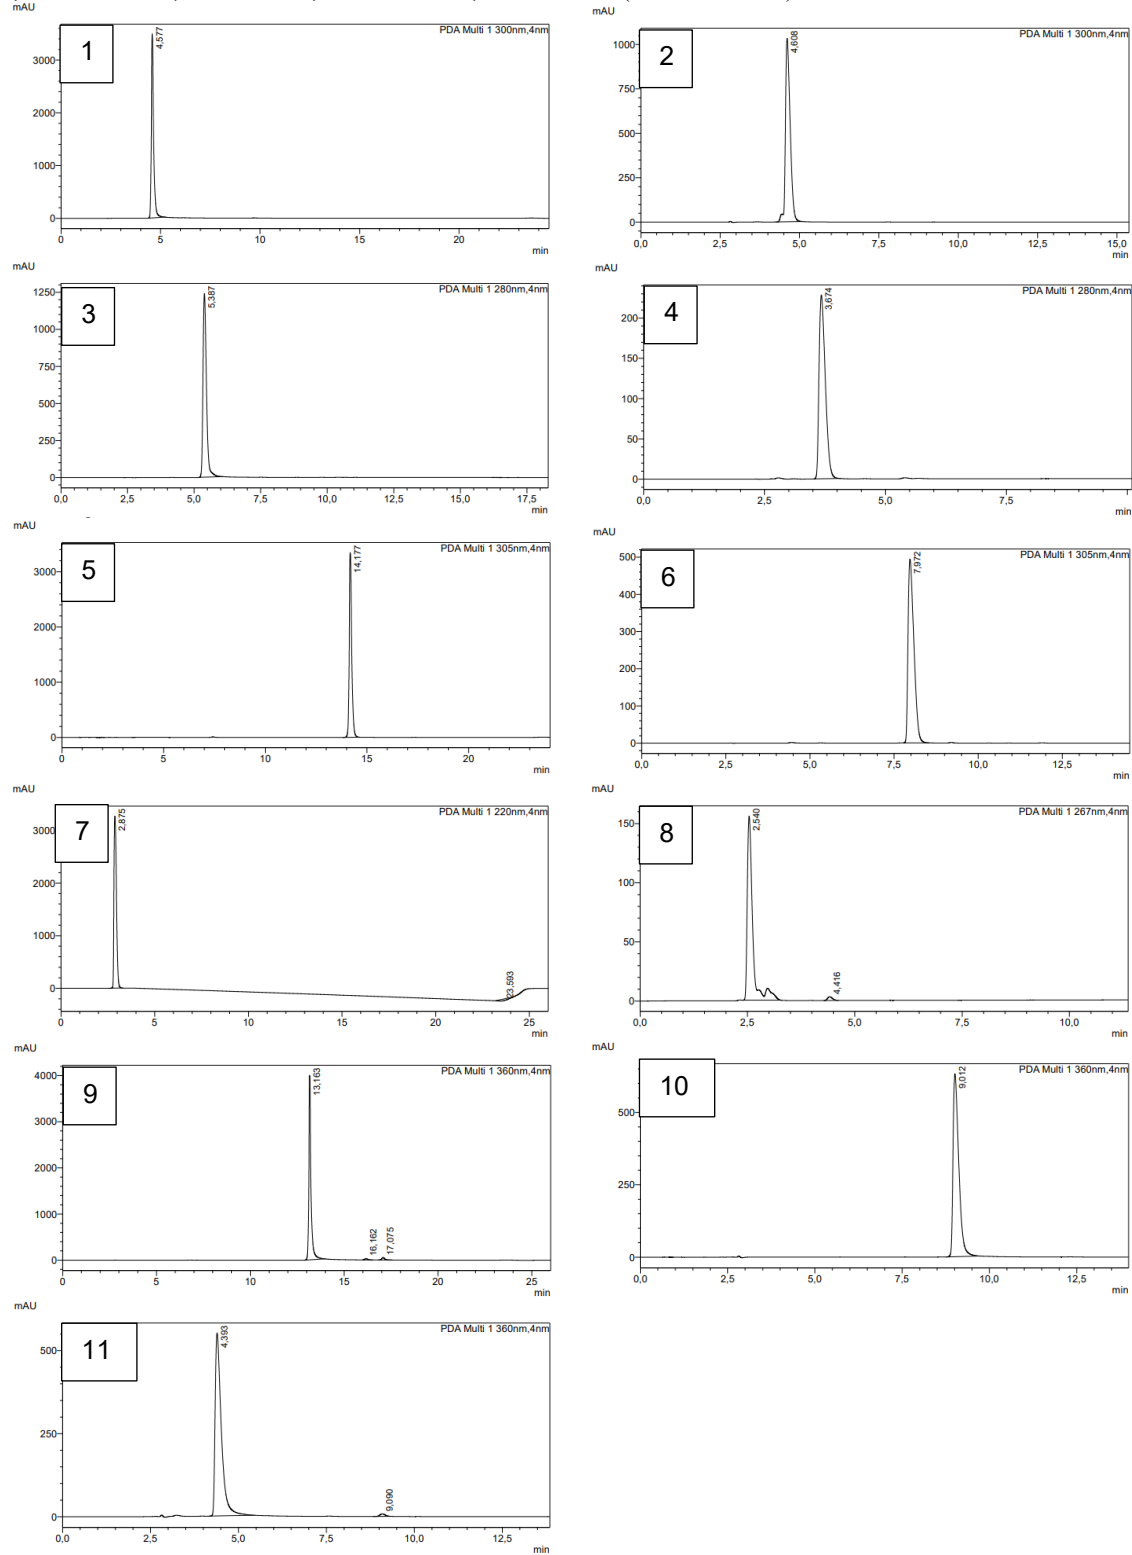 mAU
PDA Multi 1 300nm,4nm
1
4,577
3000
2000
1000
0
0 5 10 15 20
min
mAU
PDA Multi 1 300nm,4nm
2
4,608
1000
750
500
250
0
0,0 2,5 5,0 7,5 10,0 12,5 15,0
min
mAU
PDA Multi 1 280nm,4nm
3
5,387
1250
1000
750
500
250
0
0,0 2,5 5,0 7,5 10,0 12,5 15,0 17,5
min
mAU
PDA Multi 1 280nm,4nm
4
3,674
200
150
100
50
0
0,0 2,5 5,0 7,5
min
mAU
PDA Multi 1 305nm,4nm
5
14,177
3000
2000
1000
0
0 5 10 15 20
min
mAU
PDA Multi 1 305nm,4nm
6
7,972
500
400
300
200
100
0
0,0 2,5 5,0 7,5 10,0 12,5
min
mAU
PDA Multi 1 220nm,4nm
7
2,875
3000
2000
1000
0
23,593
0 5 10 15 20 25
min
mAU
PDA Multi 1 267nm,4nm
8
2,540
150
100
50
0
4,416
0,0 2,5 5,0 7,5 10,0
min
mAU
PDA Multi 1 360nm,4nm
9
13,163
4000
3000
2000
1000
0
16,162
17,075
0 5 10 15 20 25
min
mAU
PDA Multi 1 360nm,4nm
10
9,012
500
250
0
0,0 2,5 5,0 7,5 10,0 12,5
min
mAU
PDA Multi 1 360nm,4nm
11
4,393
500
250
0
9,090
0,0 2,5 5,0 7,5 10,0 12,5
min